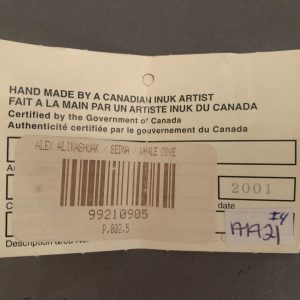 HAND MADE BY A CANADIAN INUK ARTIST
FAIT A LA MAIN PAR UN ARTISTE INUK DU CANADA
Certified by the Government of Canada
Authenticité certifiée par le gouvernement du Canada
ALEX ALIKASHUAK / SEDNA / WHALE COVE
99210905
P.002.5
2001
date
Description